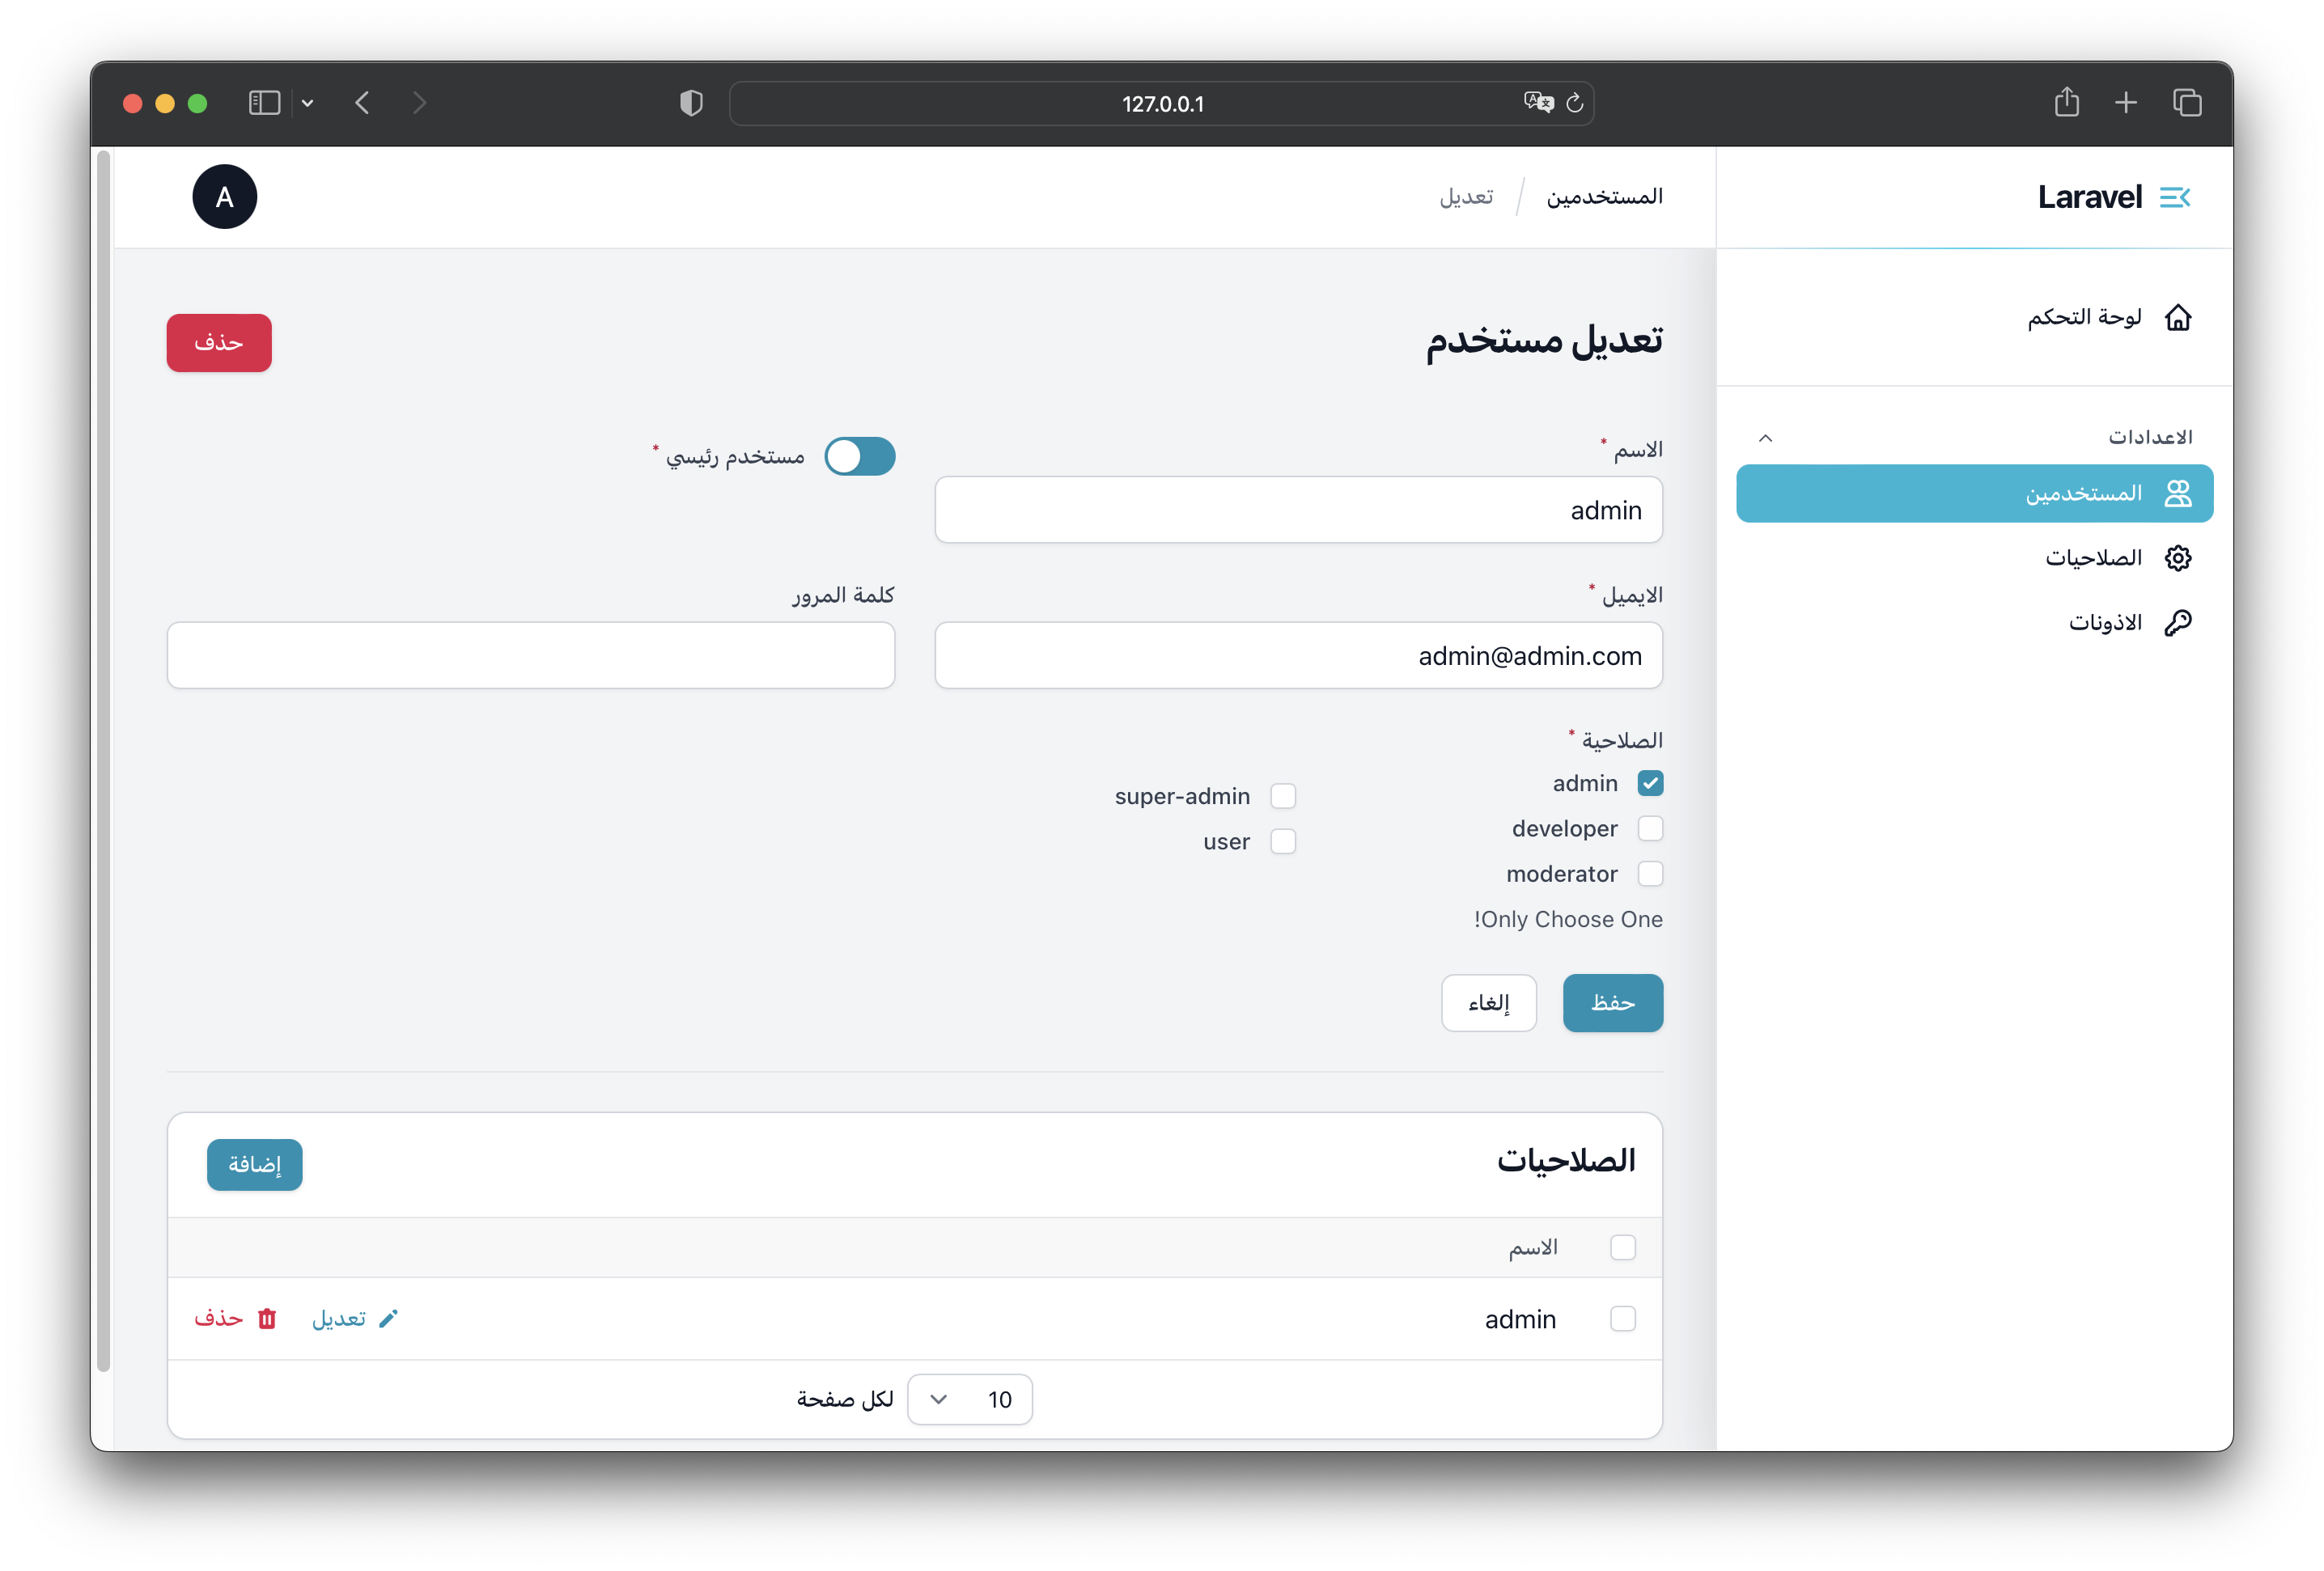 127.0.0.1
Laravel
لوحة التحكم
الاعدادات
المستخدمين
الصلاحيات
الاذونات
المستخدمين / تعديل
A
تعديل مستخدم
حذف
الاسم *
admin
مستخدم رئيسي *
الايميل *
admin@admin.com
كلمة المرور
الصلاحية *
admin
developer
moderator
super-admin
user
!Only Choose One
حفظ
إلغاء
الصلاحيات
إضافة
الاسم
admin
تعديل
حذف
10
لكل صفحة